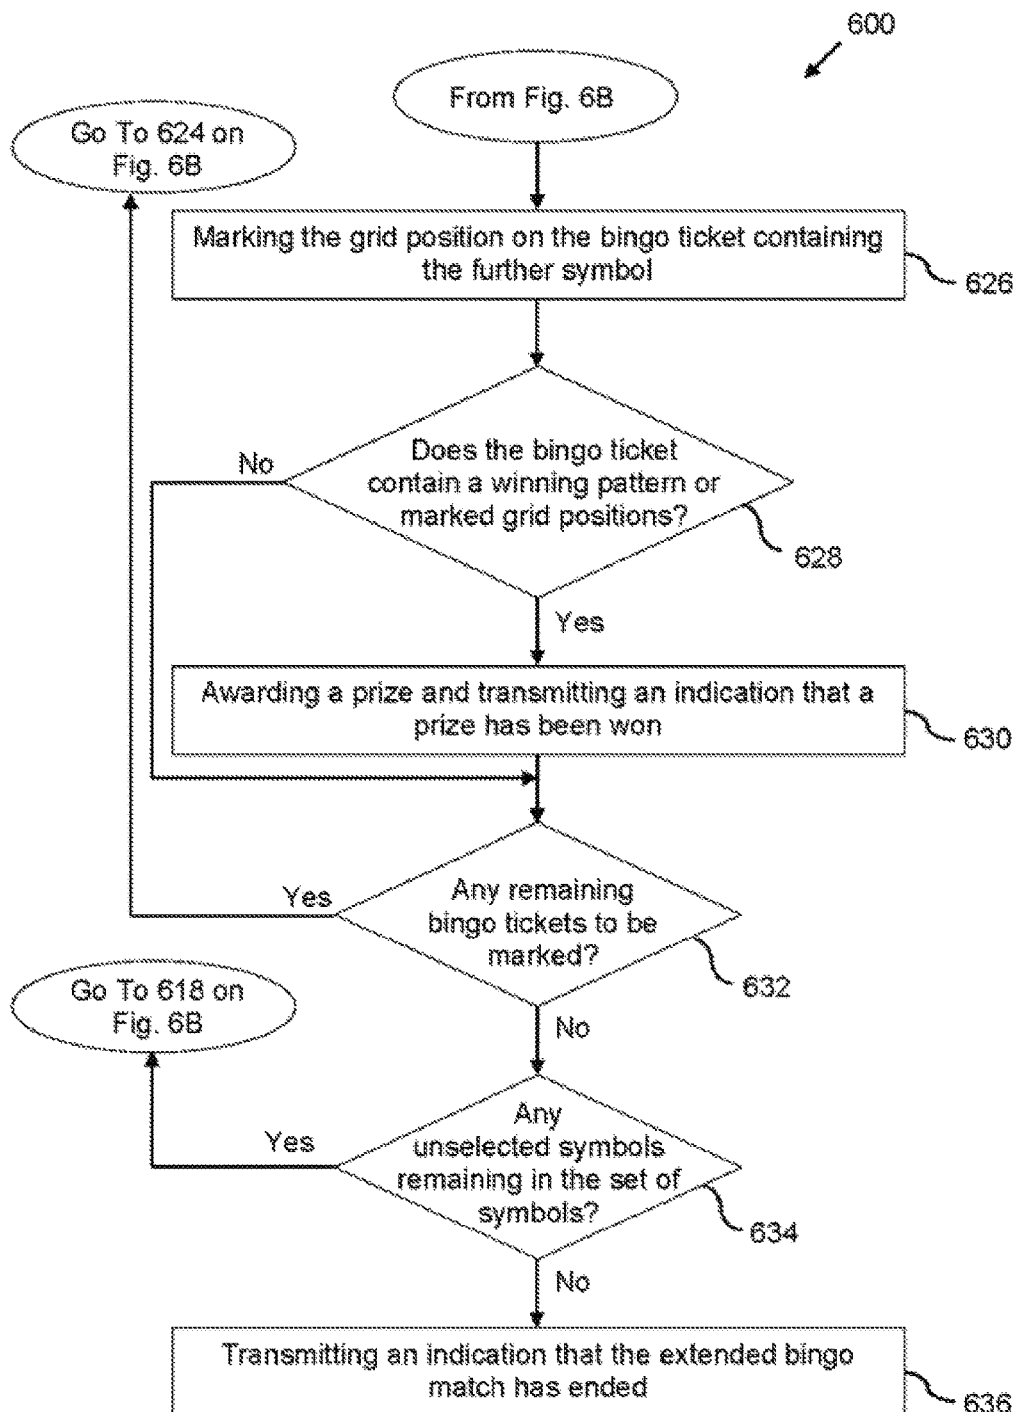 600
From Fig. 6B
Go To 624 on
Fig. 6B
Marking the grid position on the bingo ticket containing
the further symbol
626
Does the bingo ticket
contain a winning pattern or
marked grid positions?
No
628
Yes
Awarding a prize and transmitting an indication that a
prize has been won
630
Any remaining
bingo tickets to be
marked?
Yes
632
Go To 618 on
Fig. 6B
No
Any
unselected symbols
remaining in the set of
symbols?
Yes
634
No
Transmitting an indication that the extended bingo
match has ended
636